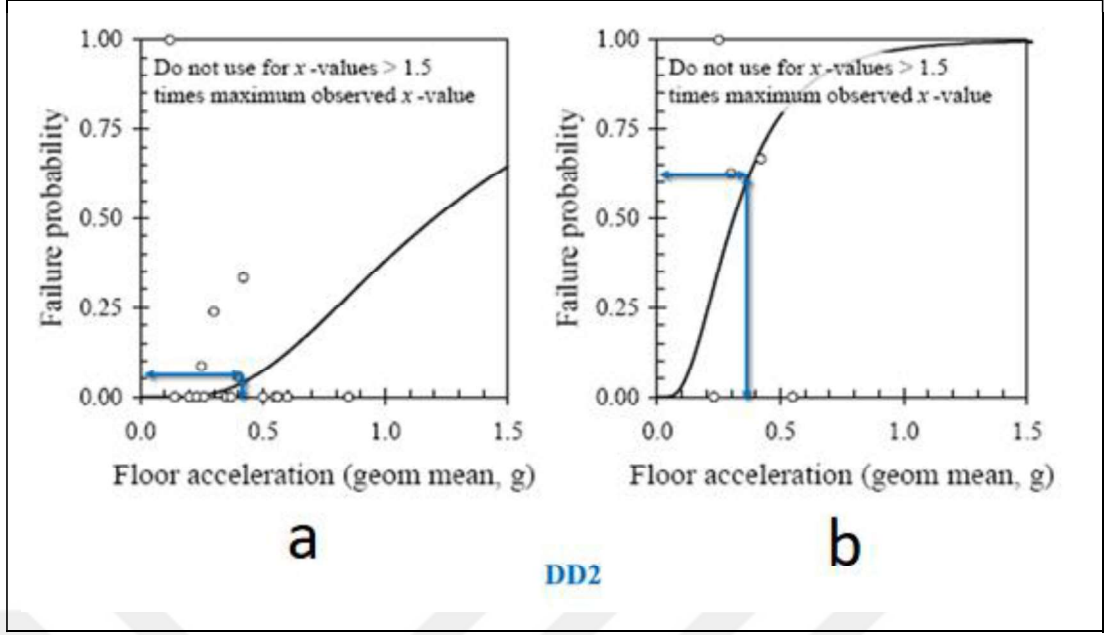 1.00
Do not use for x-values > 1.5
times maximum observed x-value
0.75
0.50
0.25
0.00
Failure probability
0.0 0.5 1.0 1.5
Floor acceleration (geom mean, g)
a
1.00
Do not use for x-values > 1.5
times maximum observed x-value
0.75
0.50
0.25
0.00
Failure probability
0.0 0.5 1.0 1.5
Floor acceleration (geom mean, g)
b
DD2